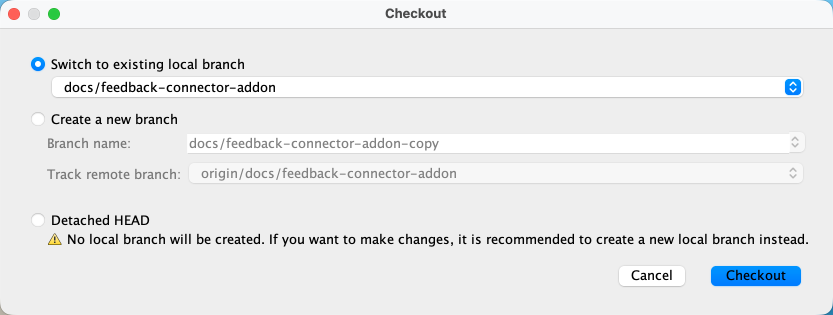 Checkout
Switch to existing local branch
docs/feedback-connector-addon
Create a new branch
Branch name: docs/feedback-connector-addon-copy
Track remote branch: origin/docs/feedback-connector-addon
Detached HEAD
No local branch will be created. If you want to make changes, it is recommended to create a new local branch instead.
Cancel Checkout